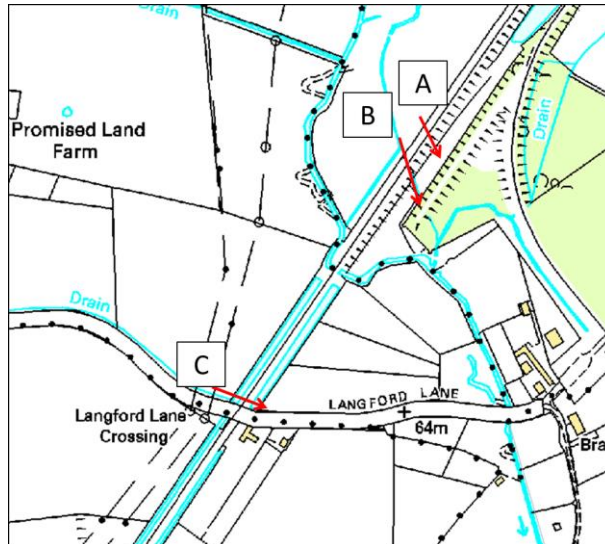 Drain
A
B
Drain
Promised Land
Farm
Drain
C
LANGFORD LANE
Langford Lane
Crossing
64m
Bra